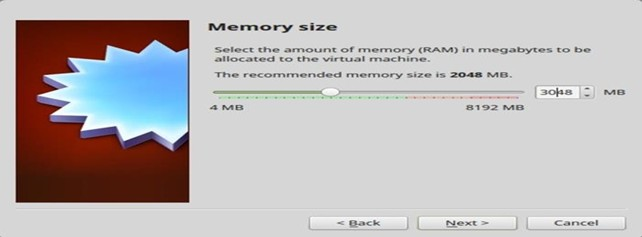 Memory size
Select the amount of memory (RAM) in megabytes to be
allocated to the virtual machine.
The recommended memory size is 2048 MB.
3048 MB
4 MB 8192 MB
< Back Next > Cancel